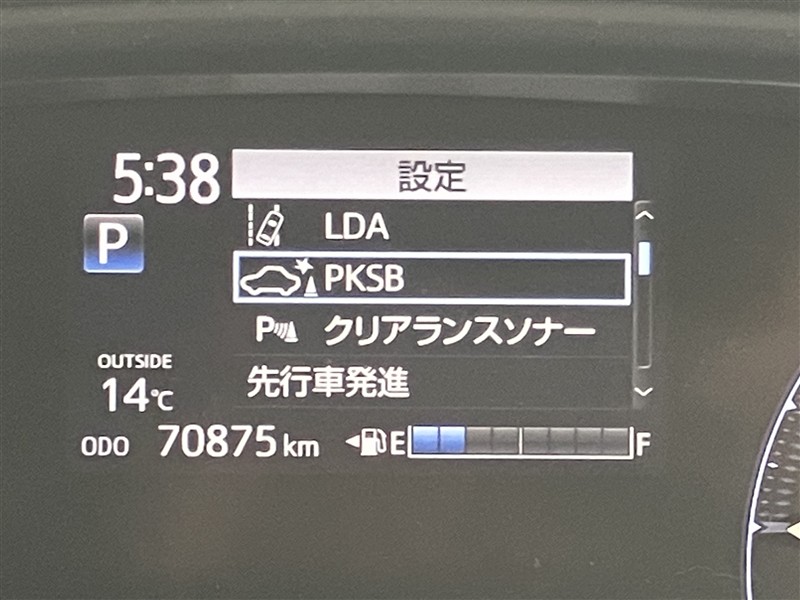 5:38
設定
P
LDA
PKSB
P クリアランスソナー
先行車発進
OUTSIDE
14℃
ODO 70875 km
E F